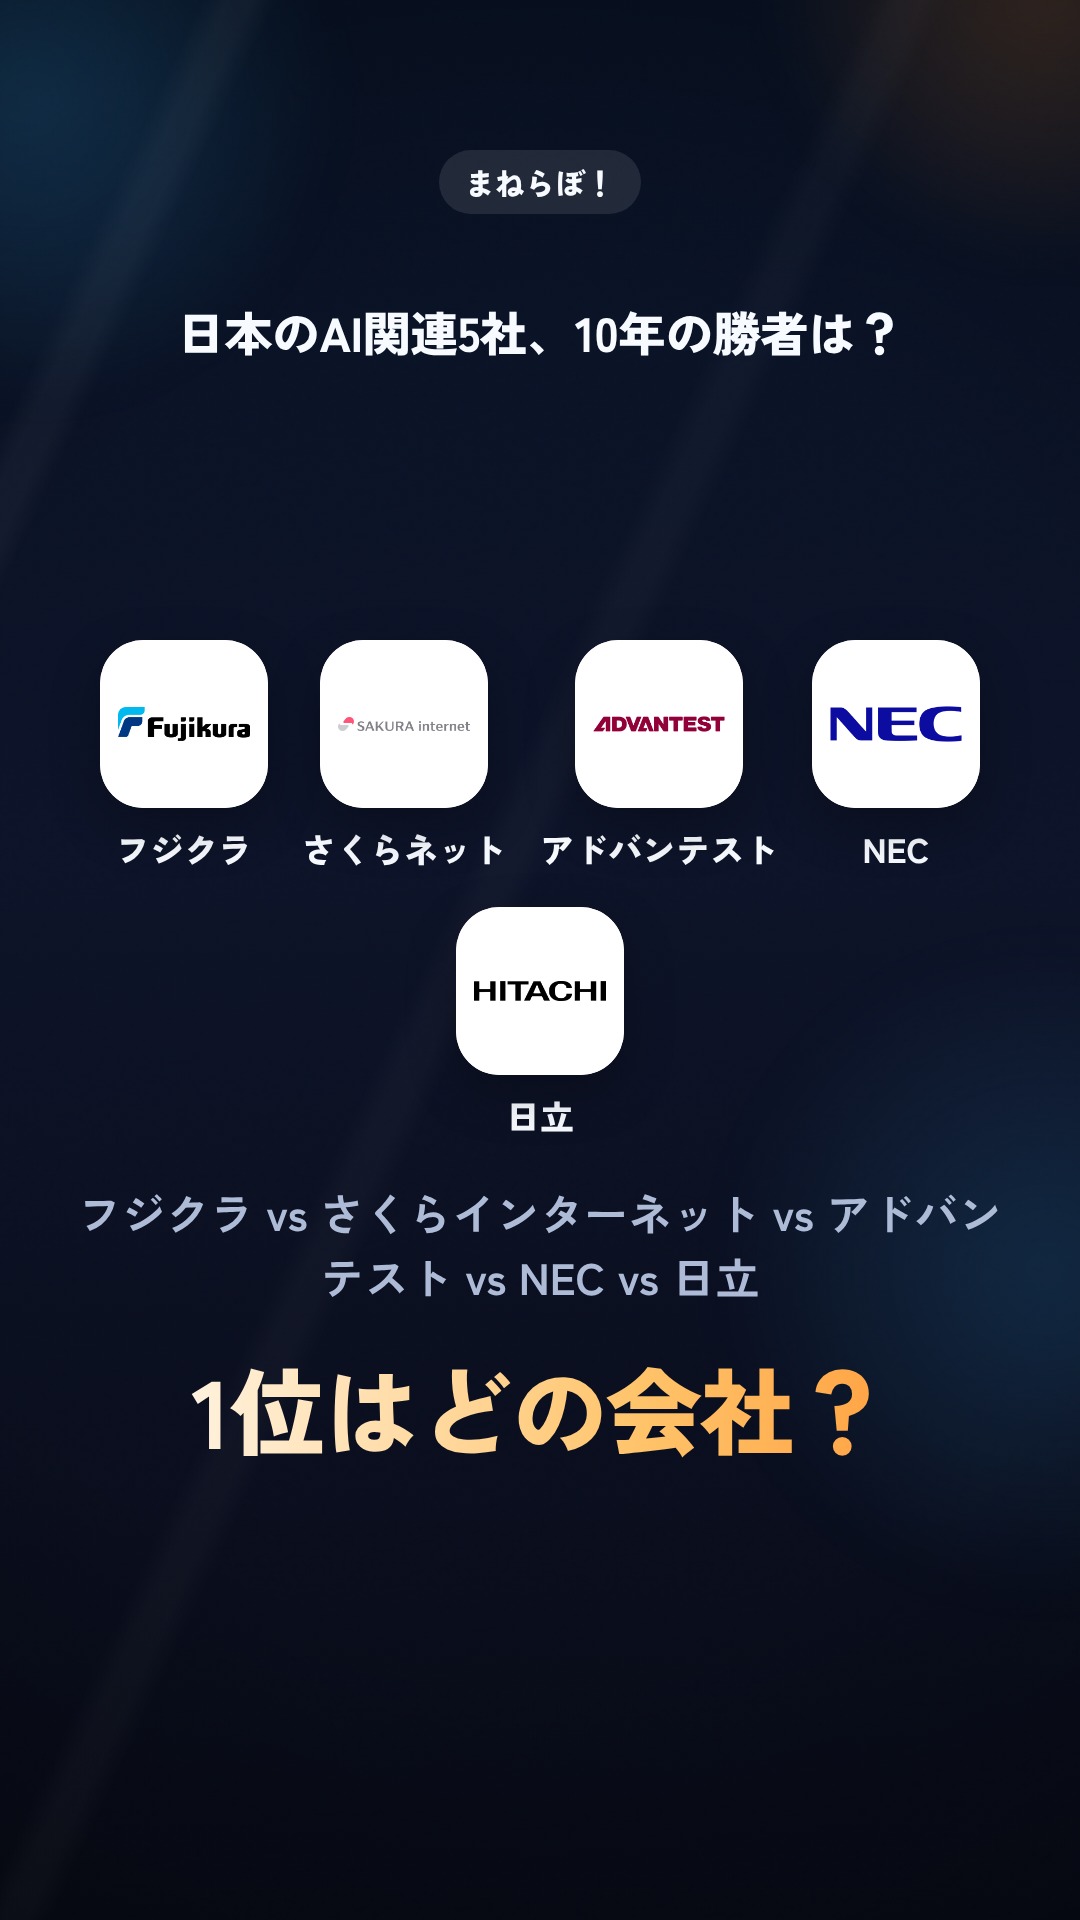 まねらぼ！
日本のAI関連5社、10年の勝者は？
Fujikura
SAKURA internet
ADVANTEST
NEC
フジクラ
さくらネット
アドバンテスト
NEC
HITACHI
日立
フジクラ vs さくらインターネット vs アドバン
テスト vs NEC vs 日立
1位はどの会社？